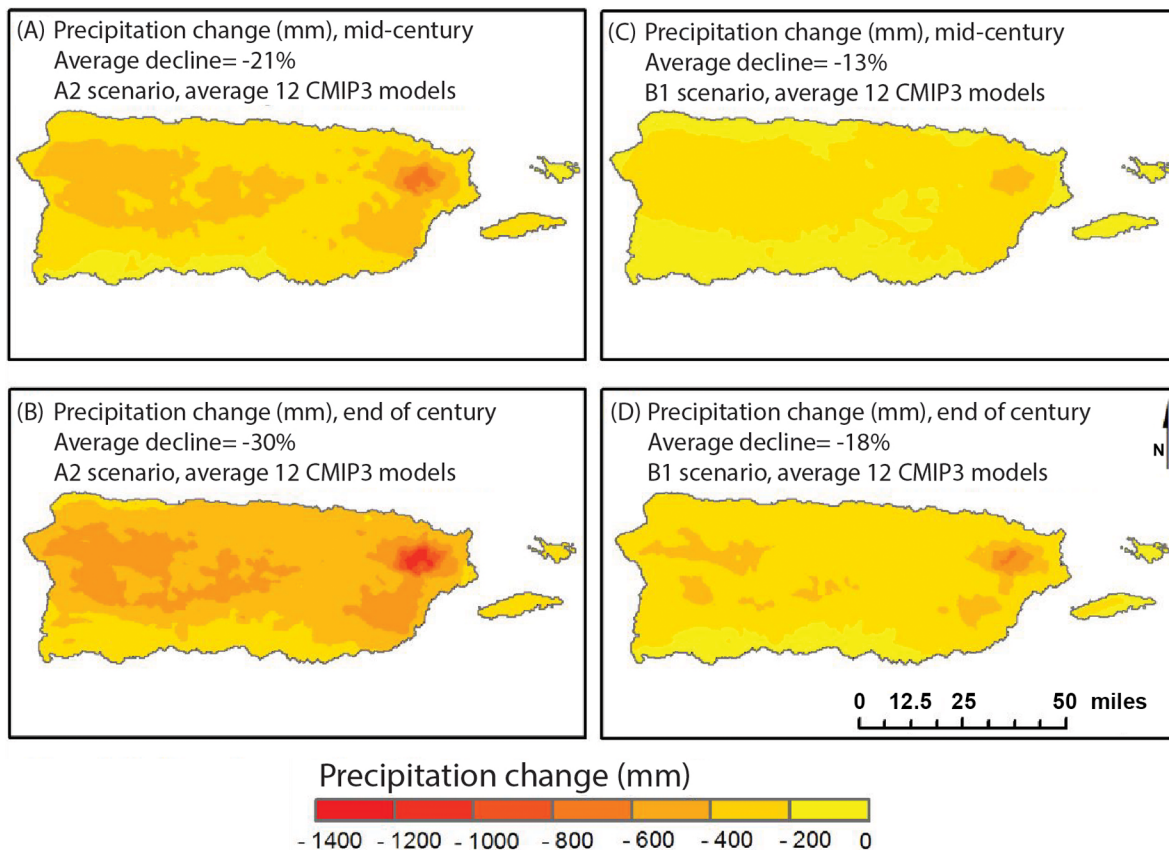 (A) Precipitation change (mm), mid-century
Average decline= -21%
A2 scenario, average 12 CMIP3 models
(C) Precipitation change (mm), mid-century
Average decline= -13%
B1 scenario, average 12 CMIP3 models
(B) Precipitation change (mm), end of century
Average decline= -30%
A2 scenario, average 12 CMIP3 models
(D) Precipitation change (mm), end of century
Average decline= -18%
B1 scenario, average 12 CMIP3 models
N
0 12.5 25 50 miles
Precipitation change (mm)
- 1400 - 1200 - 1000 - 800 - 600 - 400 - 200 0